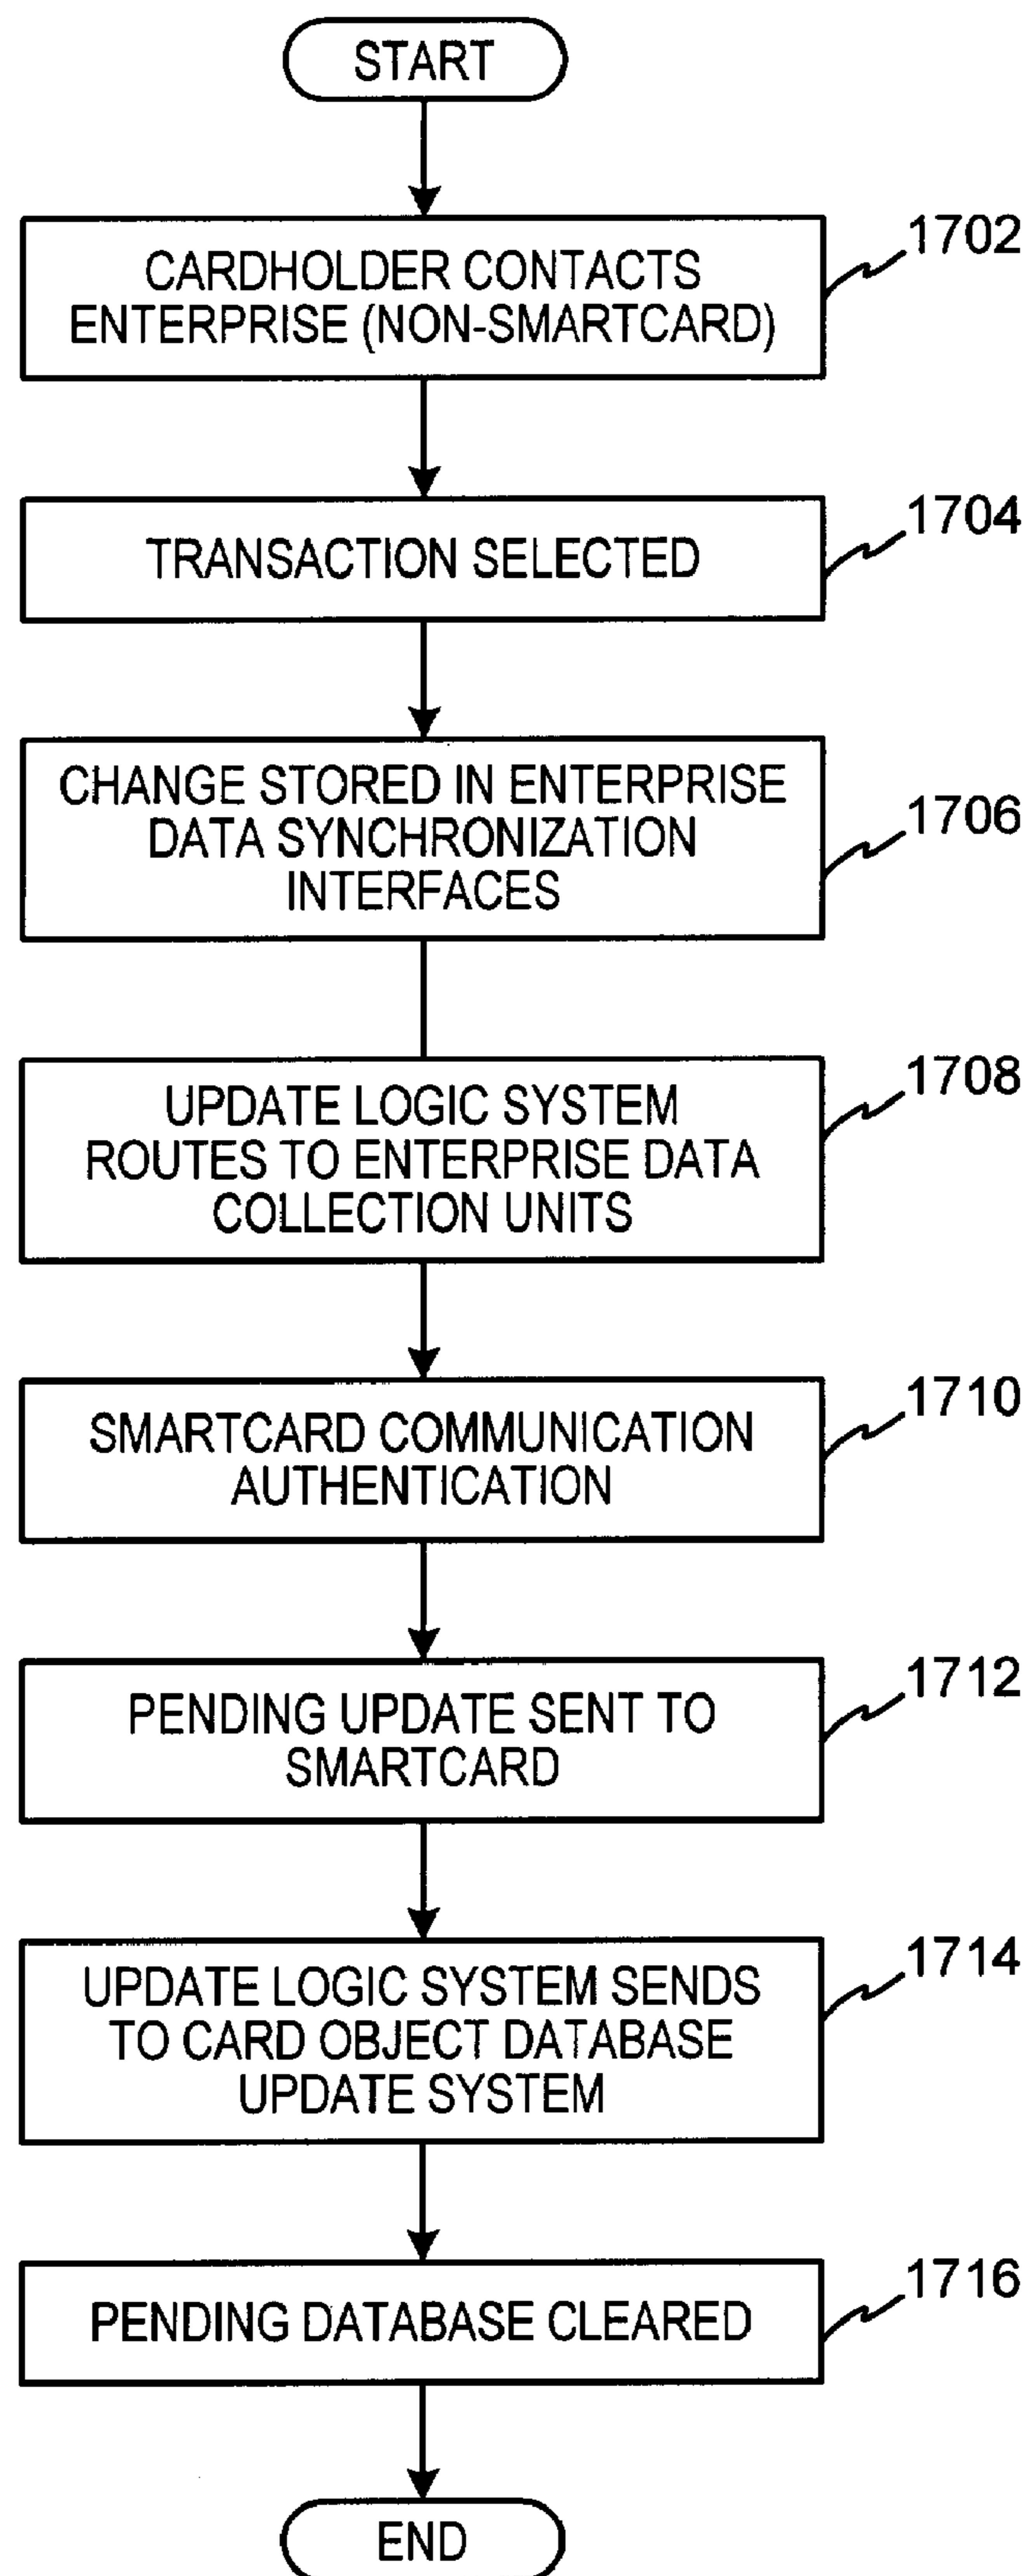 START
CARDHOLDER CONTACTS
ENTERPRISE (NON-SMARTCARD)
1702
TRANSACTION SELECTED
1704
CHANGE STORED IN ENTERPRISE
DATA SYNCHRONIZATION
INTERFACES
1706
UPDATE LOGIC SYSTEM
ROUTES TO ENTERPRISE DATA
COLLECTION UNITS
1708
SMARTCARD COMMUNICATION
AUTHENTICATION
1710
PENDING UPDATE SENT TO
SMARTCARD
1712
UPDATE LOGIC SYSTEM SENDS
TO CARD OBJECT DATABASE
UPDATE SYSTEM
1714
PENDING DATABASE CLEARED
1716
END